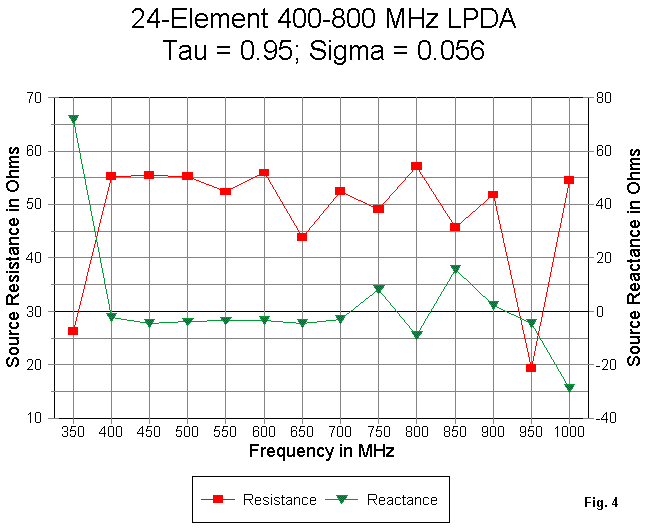 24-Element 400-800 MHz LPDA
Tau = 0.95; Sigma = 0.056
Source Resistance in Ohms
70
60
50
40
30
20
10
80
60
40
20
0
-20
-40
Source Reactance in Ohms
350 400 450 500 550 600 650 700 750 800 850 900 950 1000
Frequency in MHz
Resistance Reactance
Fig. 4